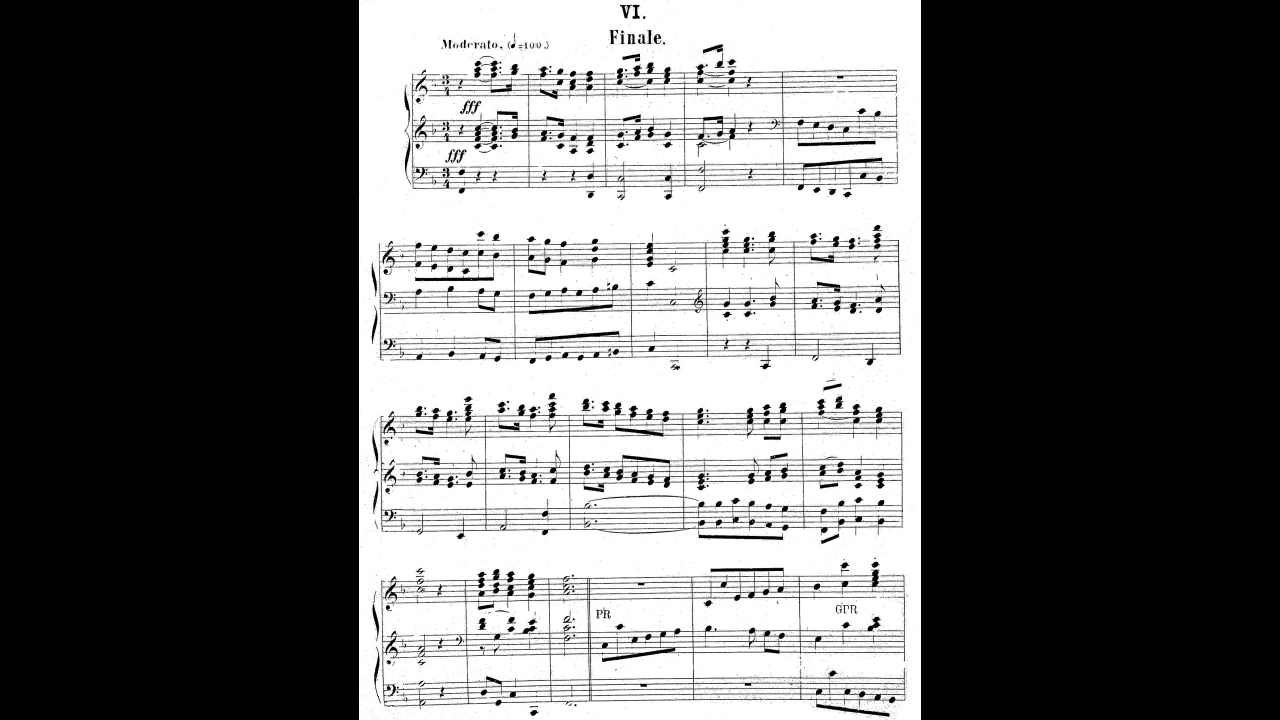 VI.
Finale.
Moderato. (♩=100.)
fff
fff
PR
GPR